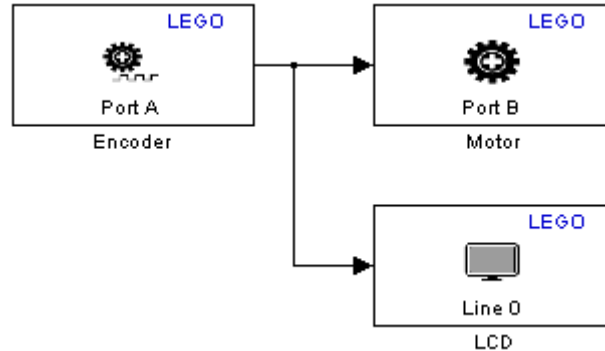 LEGO
Port A
Encoder
LEGO
Port B
Motor
LEGO
Line 0
LCD